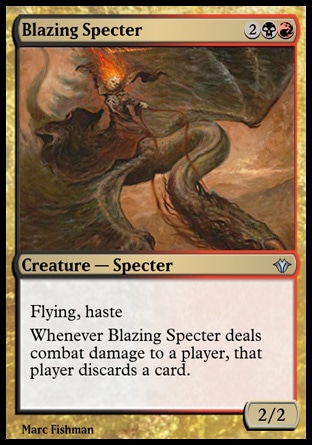 Blazing Specter 2
Creature — Specter
Flying, haste
Whenever Blazing Specter deals
combat damage to a player, that
player discards a card.
Marc Fishman
2/2